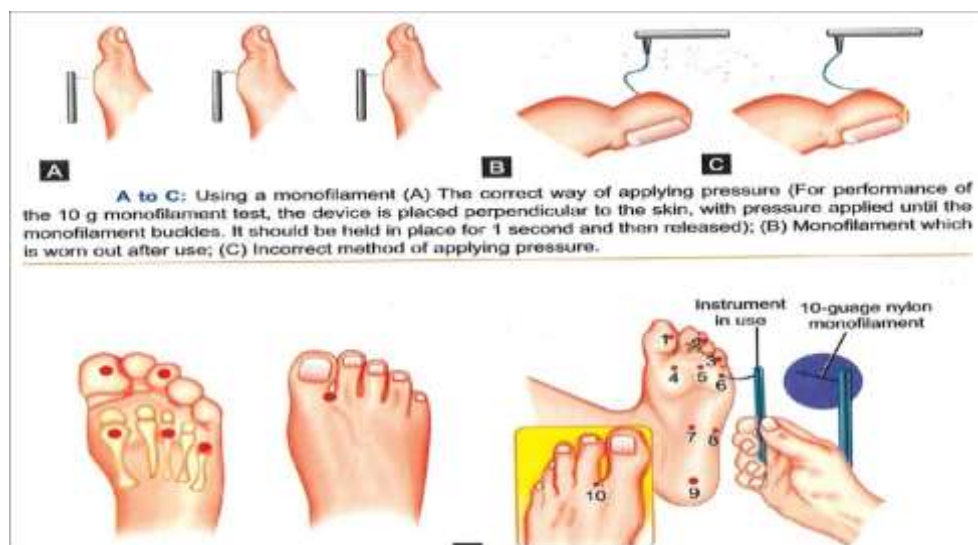 A
B
C
A to C: Using a monofilament (A) The correct way of applying pressure (For performance of
the 10 g monofilament test, the device is placed perpendicular to the skin, with pressure applied until the
monofilament buckles. It should be held in place for 1 second and then released); (B) Monofilament which
is worn out after use; (C) Incorrect method of applying pressure.
Instrument
in use
10-guage nylon
monofilament
1
2
3
4
5
6
7
8
9
10